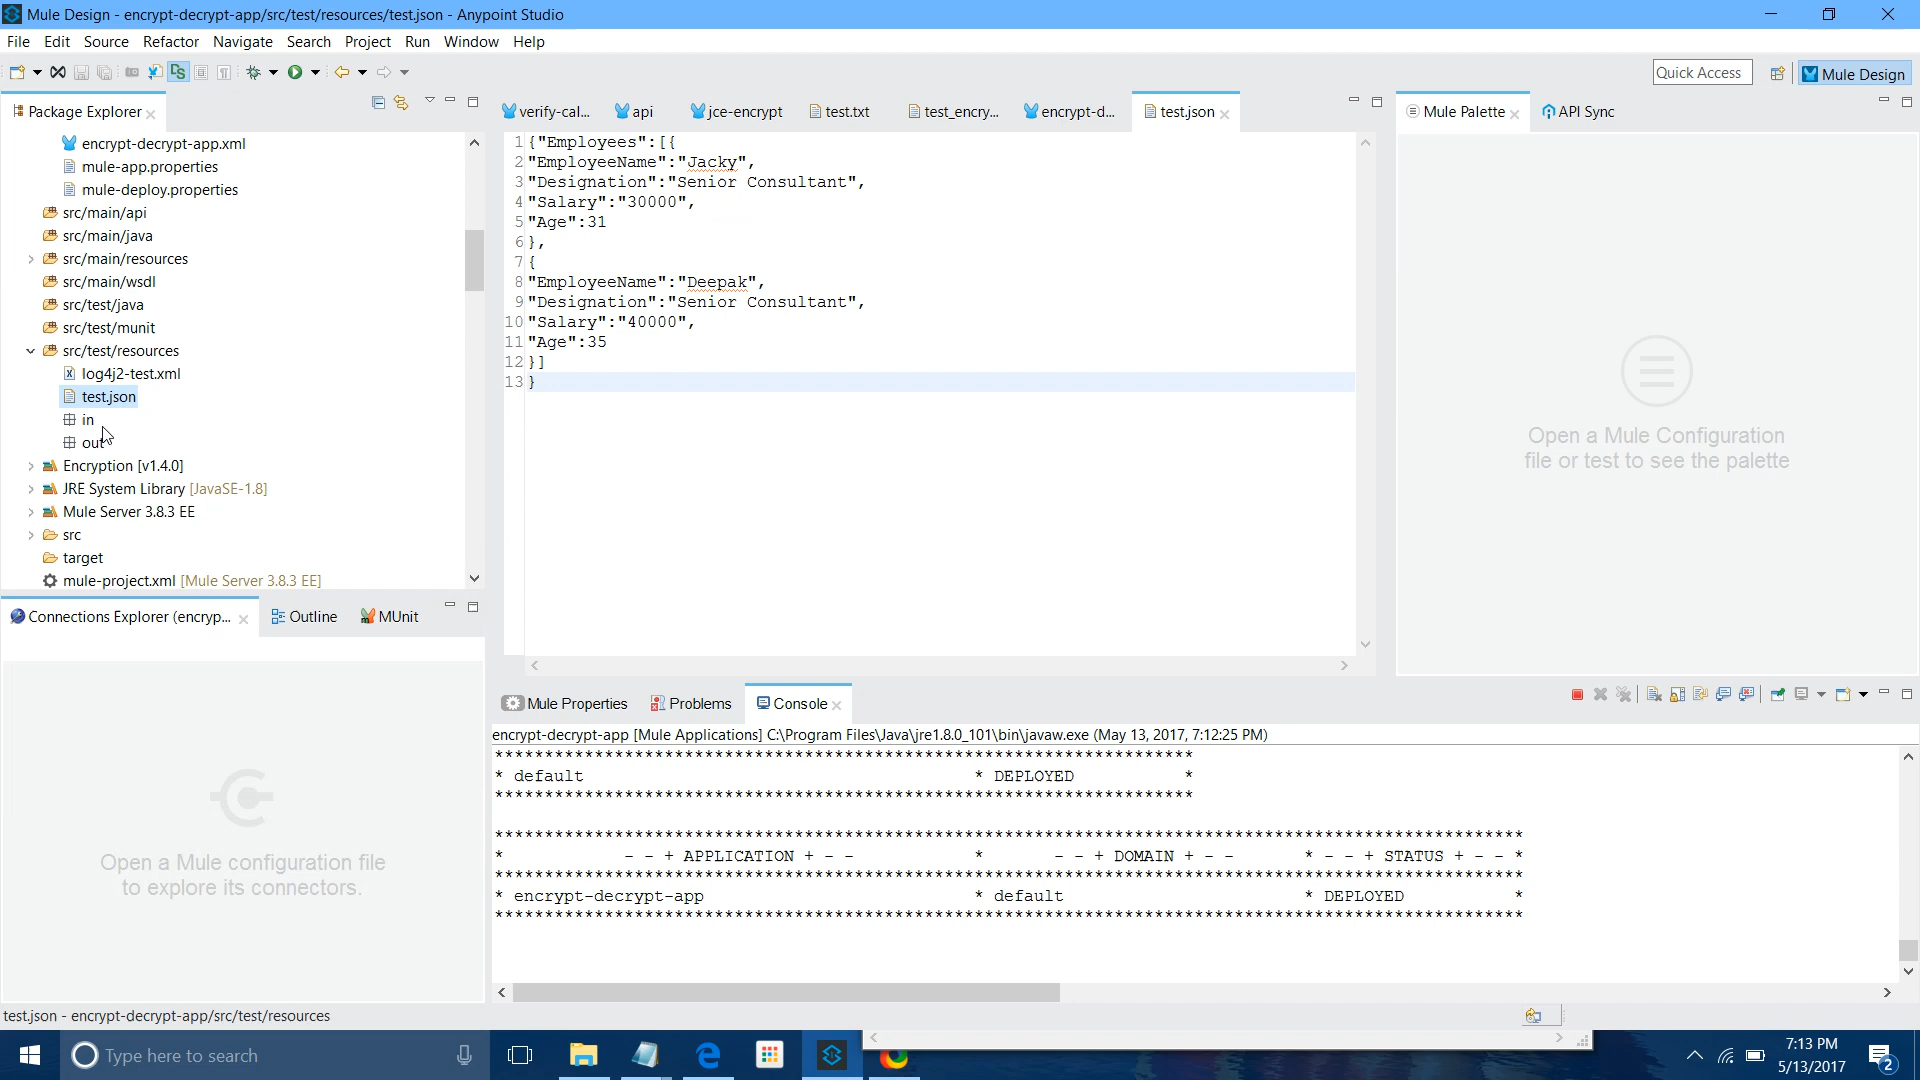 Mule Design - encrypt-decrypt-app/src/test/resources/test.json - Anypoint Studio
File Edit Source Refactor Navigate Search Project Run Window Help
Quick Access
Mule Design
Package Explorer
encrypt-decrypt-app.xml
mule-app.properties
mule-deploy.properties
src/main/api
src/main/java
src/main/resources
src/main/wsdl
src/test/java
src/test/munit
src/test/resources
log4j2-test.xml
test.json
in
out
Encryption [v1.4.0]
JRE System Library [JavaSE-1.8]
Mule Server 3.8.3 EE
src
target
mule-project.xml [Mule Server 3.8.3 EE]
verify-cal... api jce-encrypt test.txt test_encry... encrypt-d... test.json
1 {"Employees":[{
2 "EmployeeName":"Jacky",
3 "Designation":"Senior Consultant",
4 "Salary":"30000",
5 "Age":31
6 },
7 {
8 "EmployeeName":"Deepak",
9 "Designation":"Senior Consultant",
10 "Salary":"40000",
11 "Age":35
12 }]
13 }
Mule Palette API Sync
Open a Mule Configuration
file or test to see the palette
Connections Explorer (encryp... Outline MUnit
Open a Mule configuration file
to explore its connectors.
Mule Properties Problems Console
encrypt-decrypt-app [Mule Applications] C:\Program Files\Java\jre1.8.0_101\bin\javaw.exe (May 13, 2017, 7:12:25 PM)
**********************************************************************
* default * DEPLOYED *
**********************************************************************
*******************************************************************************************************
* - - + APPLICATION + - - * - - + DOMAIN + - - * - - + STATUS + - - *
*******************************************************************************************************
* encrypt-decrypt-app * default * DEPLOYED *
*******************************************************************************************************
test.json - encrypt-decrypt-app/src/test/resources
Type here to search
7:13 PM
5/13/2017
2